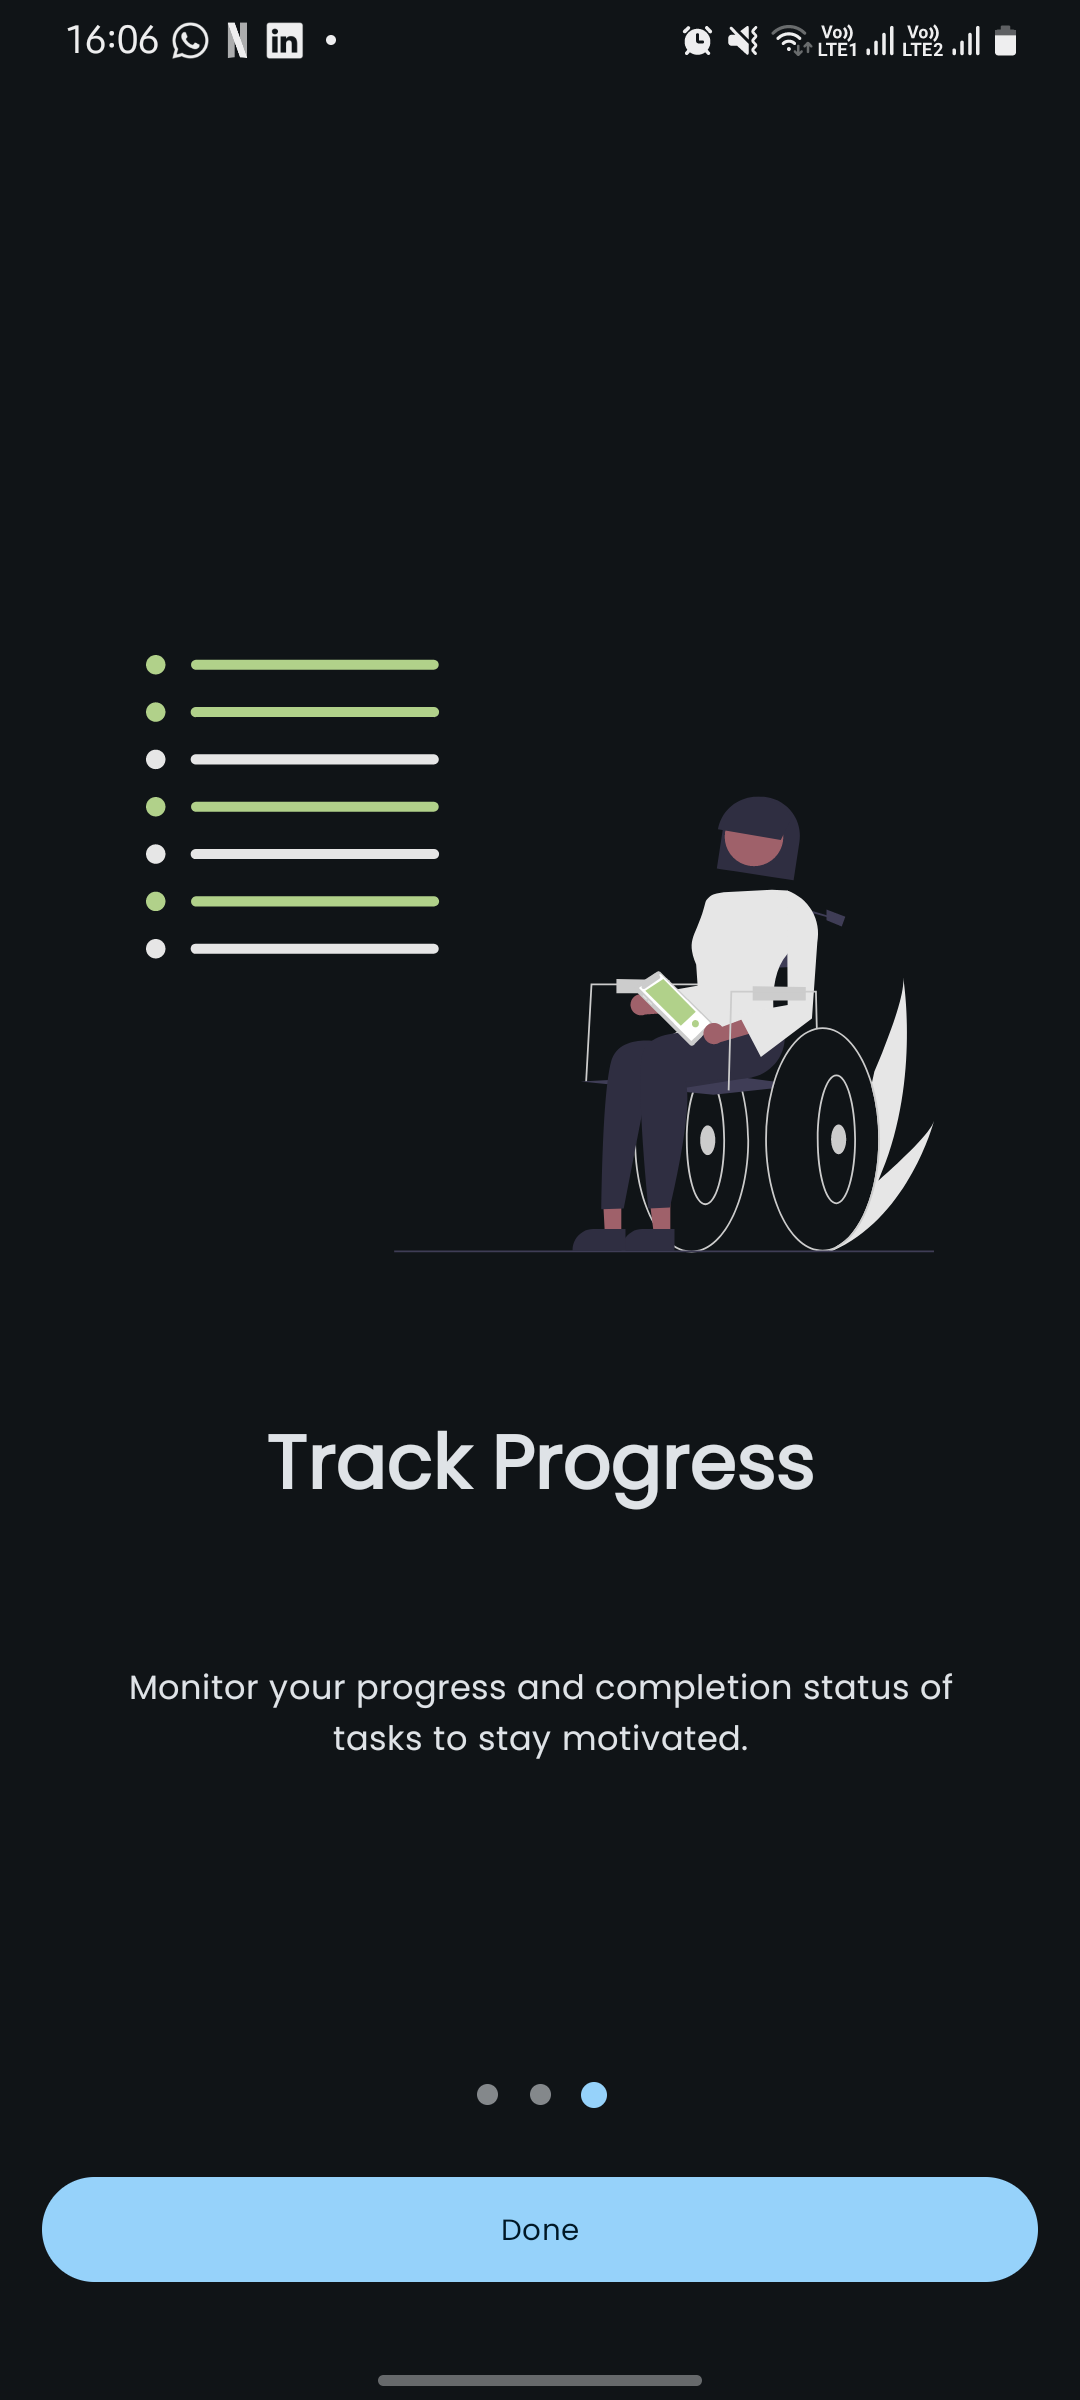 16:06
Vo)) LTE1 Vo)) LTE2
Track Progress
Monitor your progress and completion status of
tasks to stay motivated.
Done